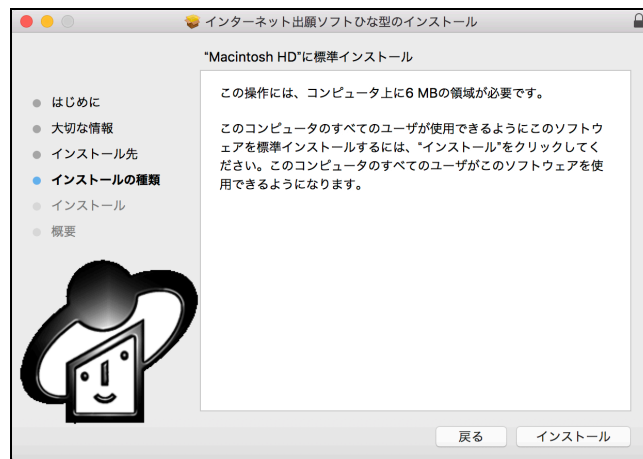 インターネット出願ソフトひな型のインストール
“Macintosh HD”に標準インストール
はじめに
大切な情報
インストール先
インストールの種類
インストール
概要
この操作には、コンピュータ上に6 MBの領域が必要です。
このコンピュータのすべてのユーザが使用できるようにこのソフトウ
ェアを標準インストールするには、“インストール”をクリックしてく
ださい。このコンピュータのすべてのユーザがこのソフトウェアを使
用できるようになります。
戻る
インストール